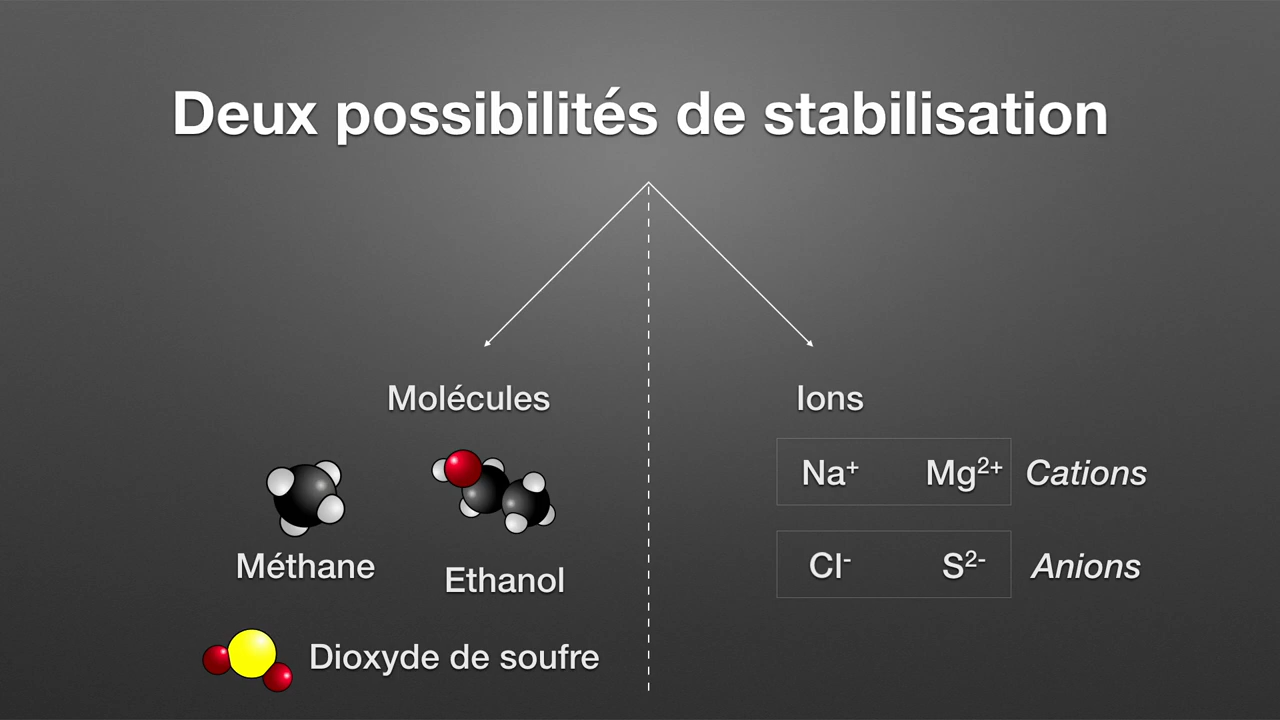 Deux possibilités de stabilisation
Molécules
Méthane
Ethanol
Dioxyde de soufre
Ions
Na⁺ Mg²⁺ Cations
Cl⁻ S²⁻ Anions